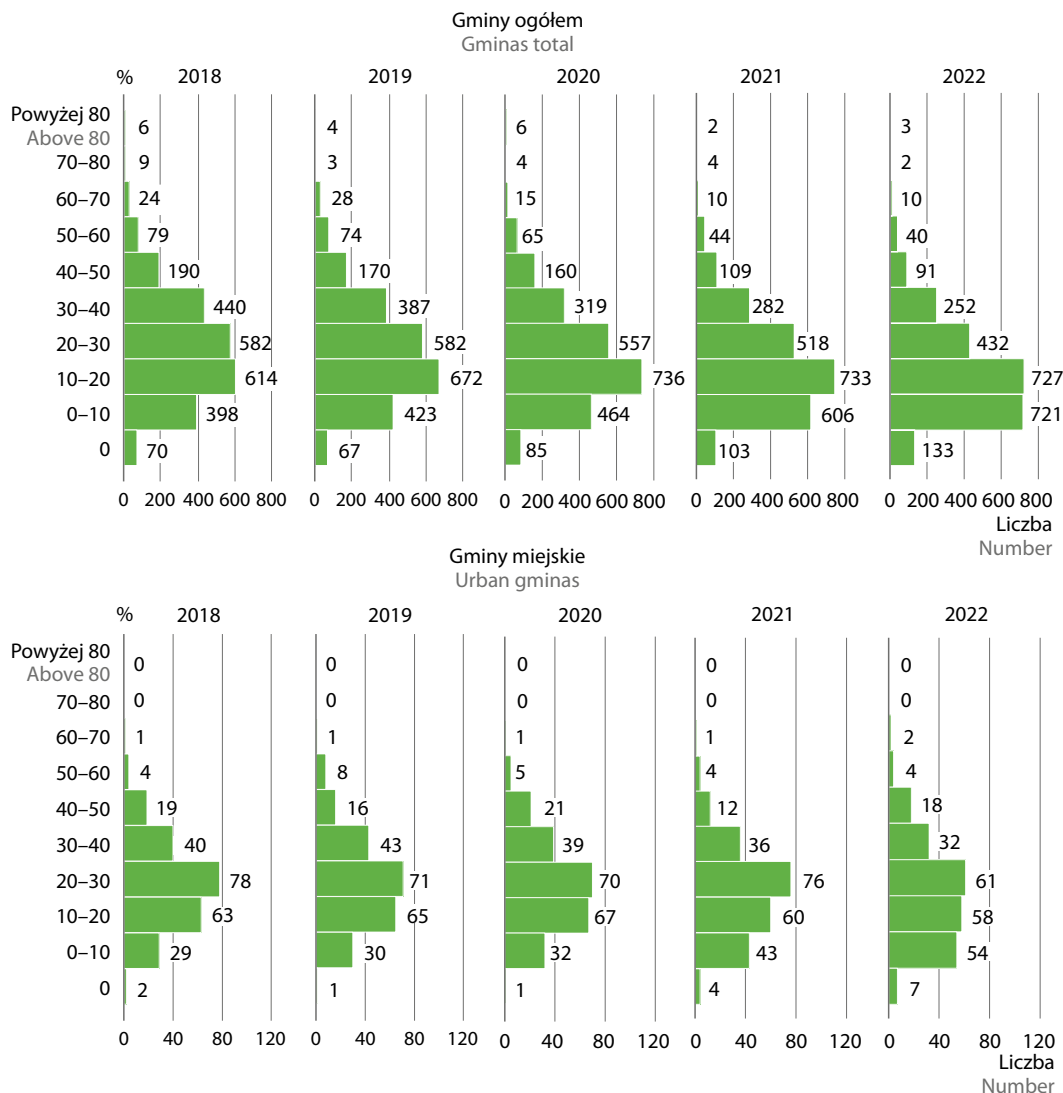 Gminy ogółem
Gminas total
% 2018 2019 2020 2021 2022
Powyżej 80 6 4 6 2 3
Above 80
70–80 9 3 4 4 2
60–70 24 28 15 10 10
50–60 79 74 65 44 40
40–50 190 170 160 109 91
30–40 440 387 319 282 252
20–30 582 582 557 518 432
10–20 614 672 736 733 727
0–10 398 423 464 606 721
0 70 67 85 103 133
0 200 400 600 800 0 200 400 600 800 0 200 400 600 800 0 200 400 600 800 0 200 400 600 800
Liczba
Number
Gminy miejskie
Urban gminas
% 2018 2019 2020 2021 2022
Powyżej 80 0 0 0 0 0
Above 80
70–80 0 0 0 0 0
60–70 1 1 1 1 2
50–60 4 8 5 4 4
40–50 19 16 21 12 18
30–40 40 43 39 36 32
20–30 78 71 70 76 61
10–20 63 65 67 60 58
0–10 29 30 32 43 54
0 2 1 1 4 7
0 40 80 120 0 40 80 120 0 40 80 120 0 40 80 120 0 40 80 120
Liczba
Number